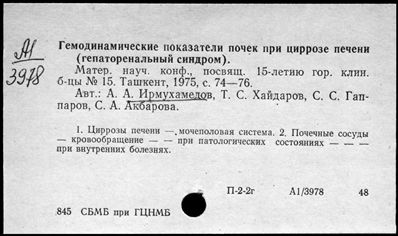 А1
3978
Гемодинамические показатели почек при циррозе печени
(гепаторенальный синдром).
Матер. науч. конф., посвящ. 15-летию гор. клин.
б-цы № 15. Ташкент, 1975, с. 74—76.
Авт.: А. А. Ирмухамедов, Т. С. Хайдаров, С. С. Гап-
паров, С. А. Акбарова.
1. Циррозы печени —, мочеполовая система. 2. Почечные сосуды
— кровообращение — — при патологических состояниях — — —
при внутренних болезнях.
П-2-2г А1/3978 48
845 СБМБ при ГЦНМБ